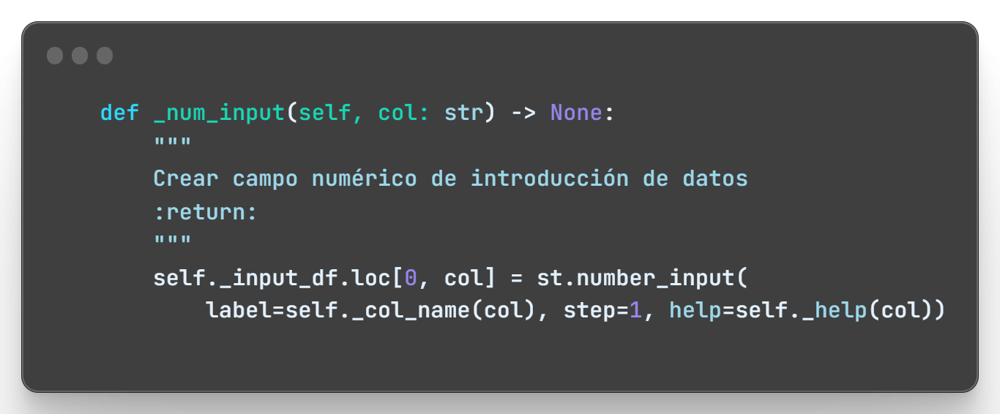 def _num_input(self, col: str) -> None:
    """
    Crear campo numérico de introducción de datos
    :return:
    """
    self._input_df.loc[0, col] = st.number_input(
        label=self._col_name(col), step=1, help=self._help(col))